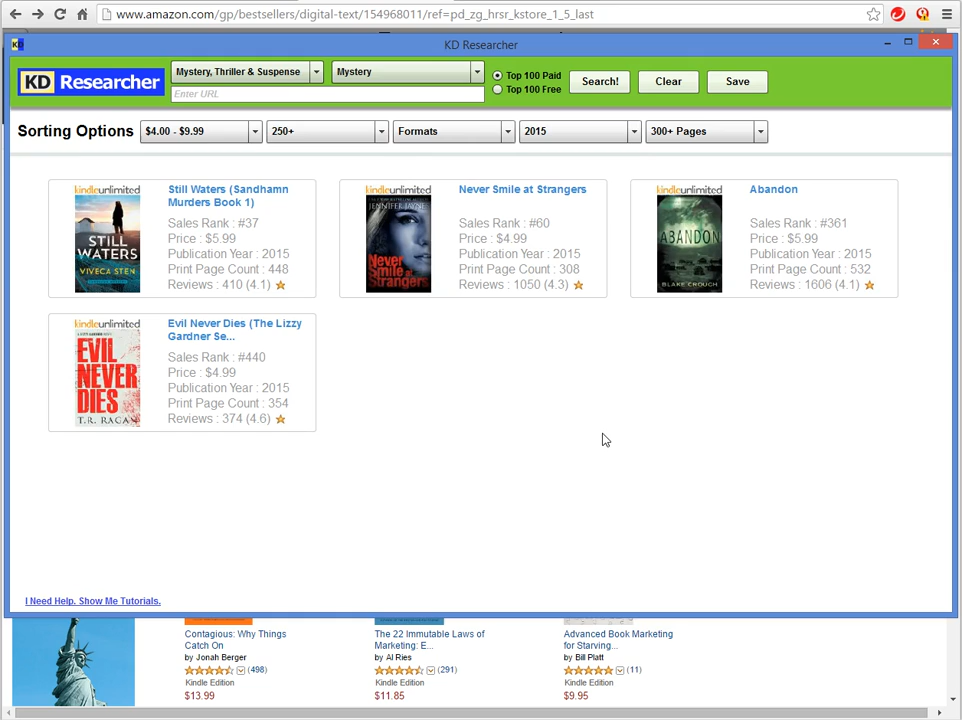 www.amazon.com/gp/bestsellers/digital-text/154968011/ref=pd_zg_hrsr_kstore_1_5_last
KD
KD Researcher
KD Researcher
Mystery, Thriller & Suspense
Mystery
Top 100 Paid
Top 100 Free
Search!
Clear
Save
Enter URL
Sorting Options
$4.00 - $9.99
250+
Formats
2015
300+ Pages
kindleunlimited
STILL
WATERS
VIVECA STEN
Still Waters (Sandhamn
Murders Book 1)
Sales Rank : #37
Price : $5.99
Publication Year : 2015
Print Page Count : 448
Reviews : 410 (4.1)
kindleunlimited
JENNIFER JAYNE
Never
Smile at
Strangers
Never Smile at Strangers
Sales Rank : #60
Price : $4.99
Publication Year : 2015
Print Page Count : 308
Reviews : 1050 (4.3)
kindleunlimited
ABANDON
BLAKE CROUCH
Abandon
Sales Rank : #361
Price : $5.99
Publication Year : 2015
Print Page Count : 532
Reviews : 1606 (4.1)
kindleunlimited
EVIL
NEVER
DIES
T.R. RAGAN
Evil Never Dies (The Lizzy
Gardner Se...
Sales Rank : #440
Price : $4.99
Publication Year : 2015
Print Page Count : 354
Reviews : 374 (4.6)
I Need Help. Show Me Tutorials.
Contagious: Why Things
Catch On
by Jonah Berger
(498)
Kindle Edition
$13.99
The 22 Immutable Laws of
Marketing: E...
by Al Ries
(291)
Kindle Edition
$11.85
Advanced Book Marketing
for Starving...
by Bill Platt
(11)
Kindle Edition
$9.95